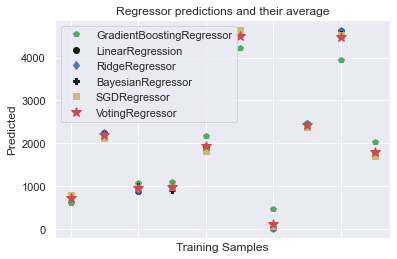 Regressor predictions and their average
GradientBoostingRegressor
LinearRegression
RidgeRegressor
BayesianRegressor
SGDRegressor
VotingRegressor
4000
3000
2000
1000
0
Predicted
Training Samples